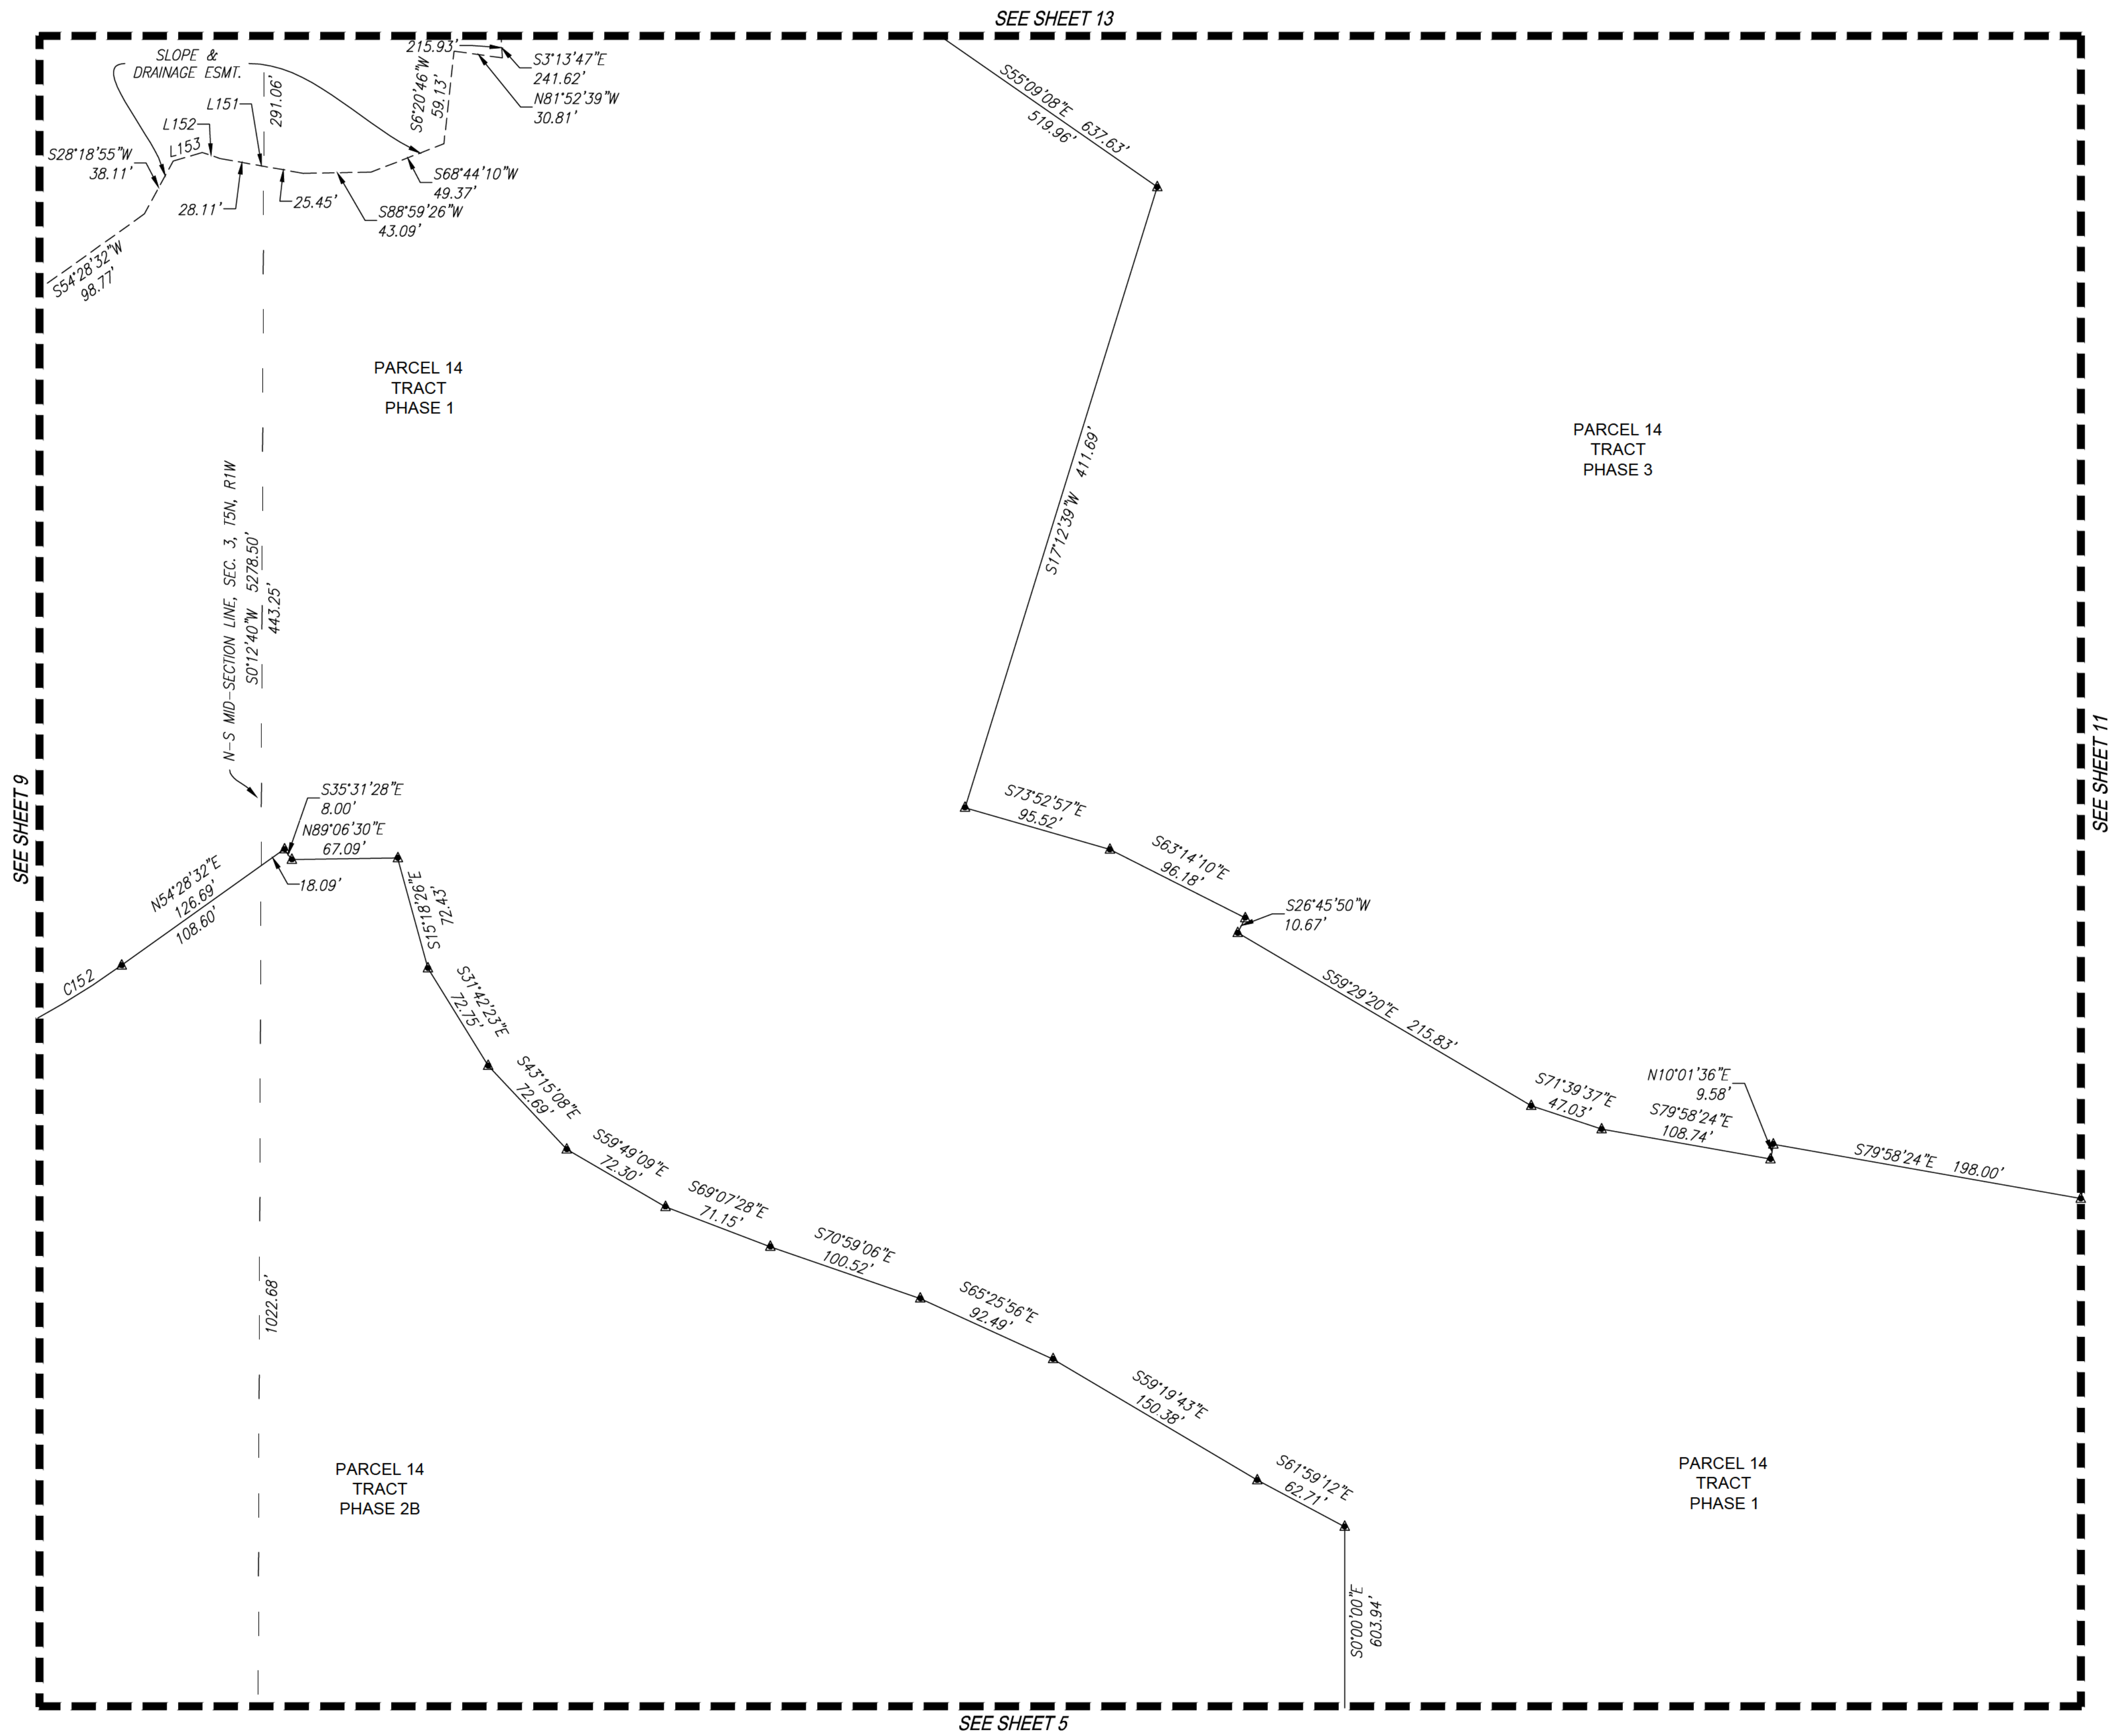 SEE SHEET 13
SLOPE &
DRAINAGE ESMT.
291.06'
L151
L152
L153
S28°18'55"W
38.11'
28.11'
25.45'
S54°28'32"W
98.77'
215.93'
S6°20'46"W
59.13'
S3°13'47"E
241.62'
N81°52'39"W
30.81'
S68°44'10"W
49.37'
S88°59'26"W
43.09'
S55°09'08"E 637.63'
519.96'
PARCEL 14
TRACT
PHASE 1
PARCEL 14
TRACT
PHASE 3
S17°12'39"W 411.69'
N-S MID-SECTION LINE, SEC. 3, T5N, R1W
S0°12'40"W 5278.50'
443.25'
SEE SHEET 9
SEE SHEET 11
S35°31'28"E
8.00'
N89°06'30"E
67.09'
18.09'
N54°28'32"E
126.69'
108.60'
C152
S15°18'26"E
72.43'
S31°42'23"E
72.75'
S43°15'08"E
72.69'
S59°49'09"E
72.30'
S69°07'28"E
71.15'
S70°59'06"E
100.52'
S65°25'56"E
92.49'
S59°19'43"E
150.38'
S61°59'12"E
62.71'
S0°00'00"E
603.94'
S73°52'57"E
95.52'
S63°14'10"E
96.18'
S26°45'50"W
10.67'
S59°29'20"E 215.83'
S71°39'37"E
47.03'
N10°01'36"E
9.58'
S79°58'24"E
108.74'
S79°58'24"E 198.00'
1022.68'
PARCEL 14
TRACT
PHASE 2B
PARCEL 14
TRACT
PHASE 1
SEE SHEET 5